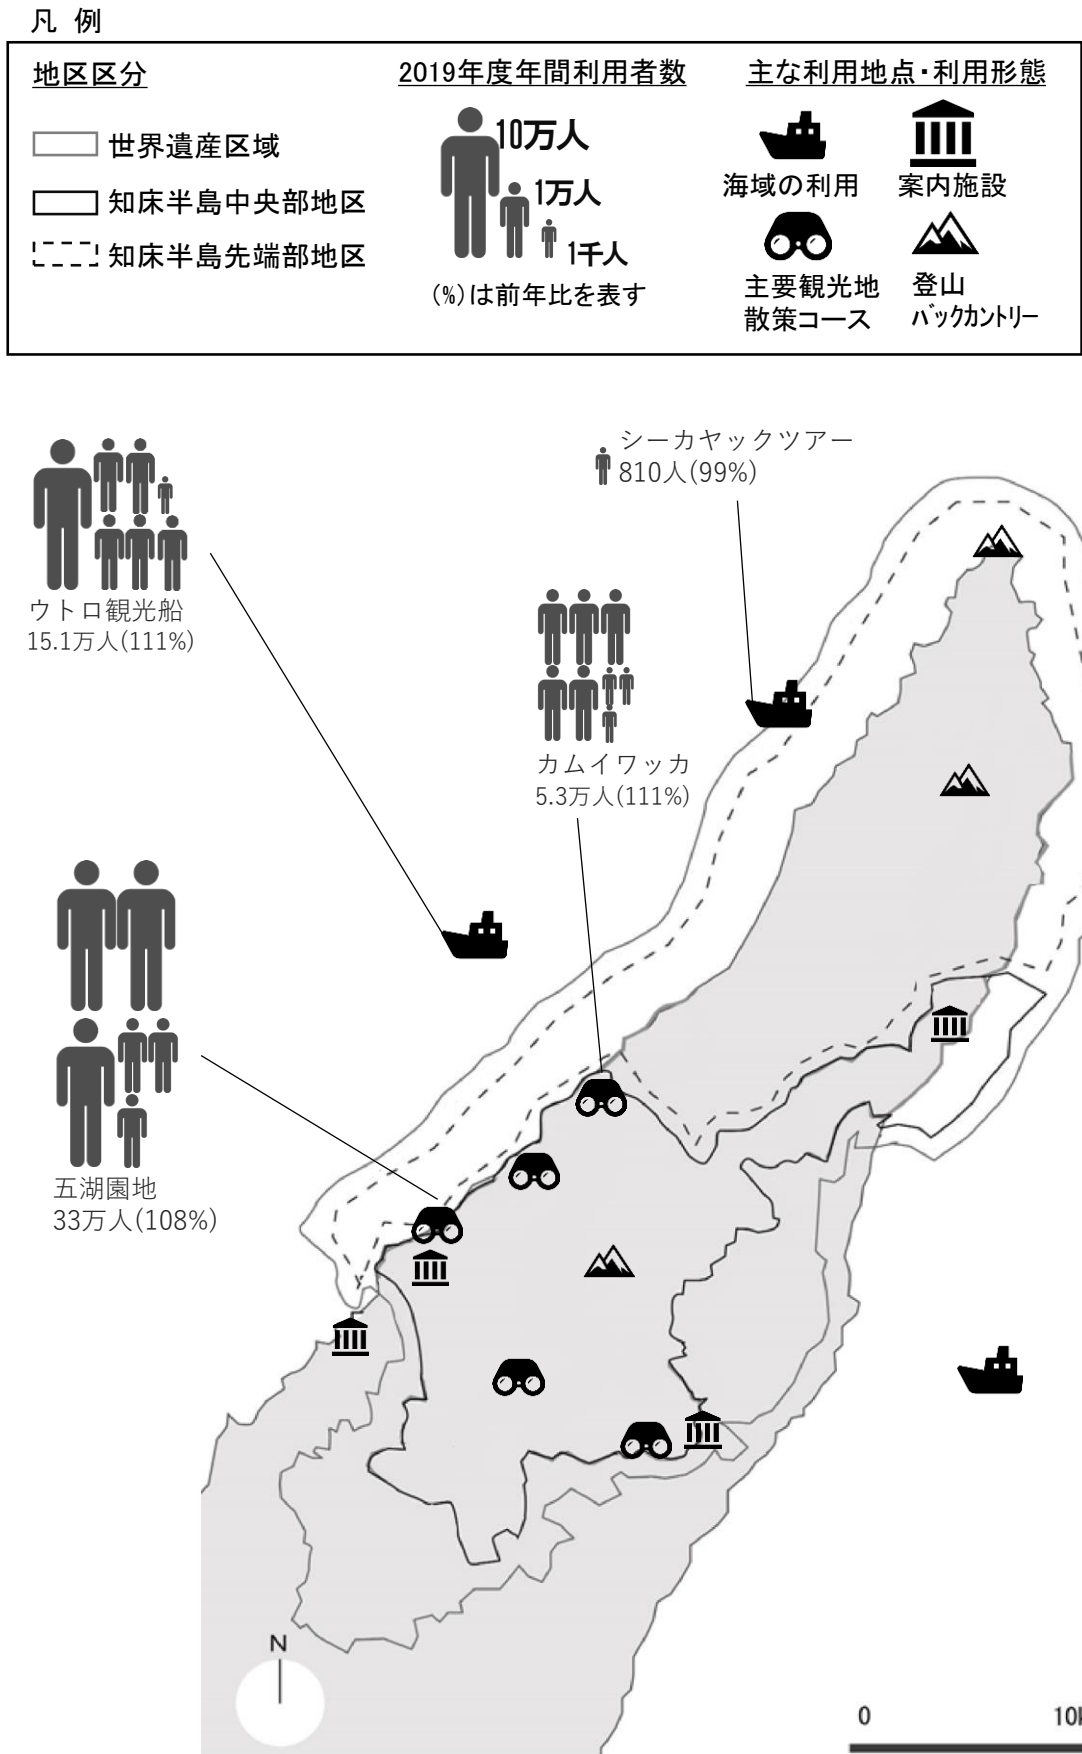 凡 例
地区区分
世界遺産区域
知床半島中央部地区
知床半島先端部地区
2019年度年間利用者数
10万人
1万人
1千人
(%)は前年比を表す
主な利用地点・利用形態
海域の利用
案内施設
主要観光地
散策コース
登山
バックカントリー
シーカヤックツアー
810人(99%)
ウトロ観光船
15.1万人(111%)
カムイワッカ
5.3万人(111%)
五湖園地
33万人(108%)
N
0
10k